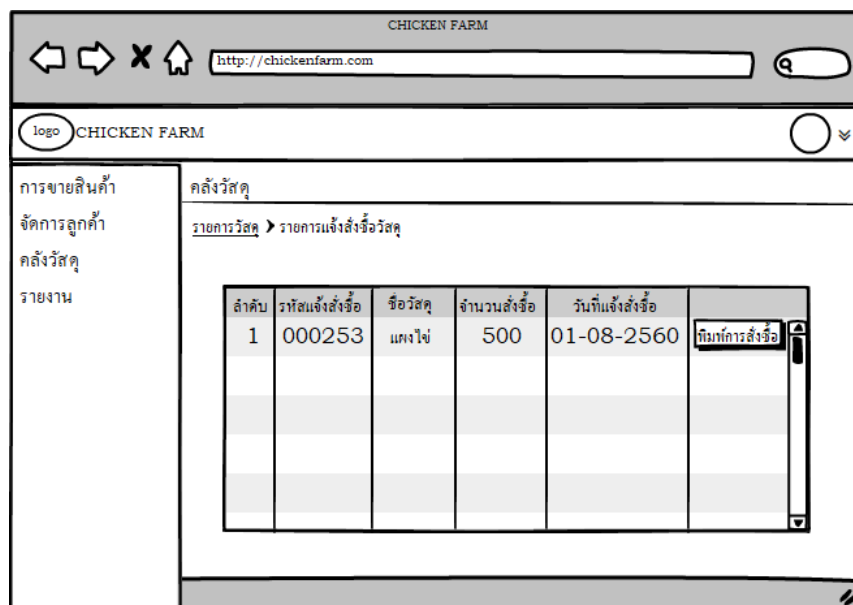 CHICKEN FARM
http://chickenfarm.com
logo CHICKEN FARM
การขายสินค้า
จัดการลูกค้า
คลังวัสดุ
รายงาน
คลังวัสดุ
รายการวัสดุ รายการแจ้งสั่งซื้อวัสดุ
ลำดับ รหัสแจ้งสั่งซื้อ ชื่อวัสดุ จำนวนสั่งซื้อ วันที่แจ้งสั่งซื้อ
1 000253 แผงไข่ 500 01-08-2560 พิมพ์การสั่งซื้อ